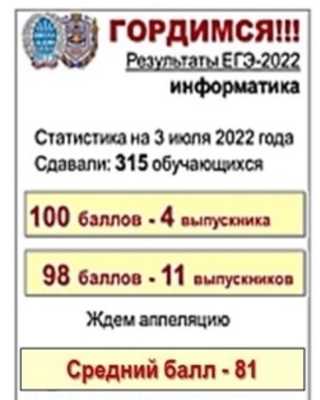 ГОРДИМСЯ!!!
Результаты ЕГЭ-2022
информатика
Статистика на 3 июля 2022 года
Сдавали: 315 обучающихся
100 баллов - 4 выпускника
98 баллов - 11 выпускников
Ждем аппеляцию
Средний балл - 81